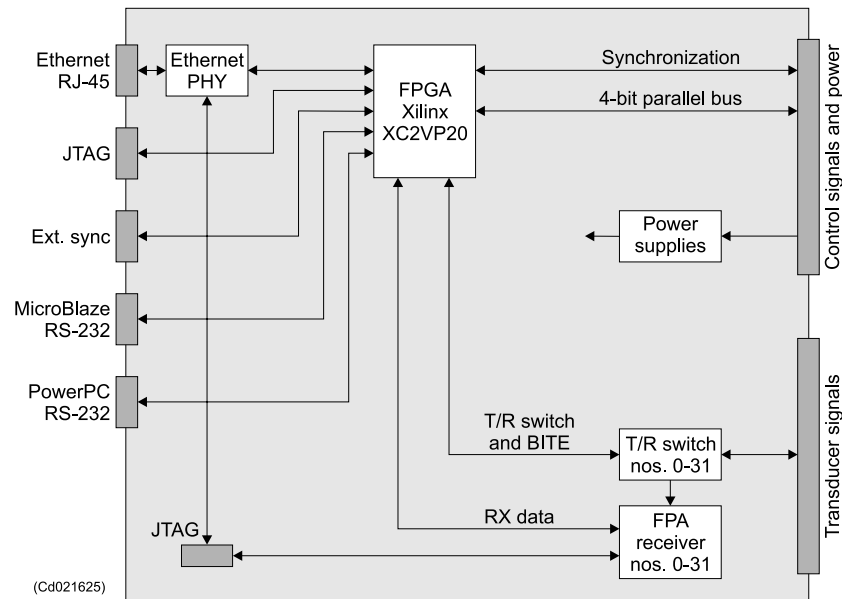 Ethernet
RJ-45
Ethernet
PHY
FPGA
Xilinx
XC2VP20
Synchronization
4-bit parallel bus
Control signals and power
JTAG
Ext. sync
Power
supplies
MicroBlaze
RS-232
PowerPC
RS-232
T/R switch
and BITE
T/R switch
nos. 0-31
Transducer signals
RX data
FPA
receiver
nos. 0-31
JTAG
(Cd021625)